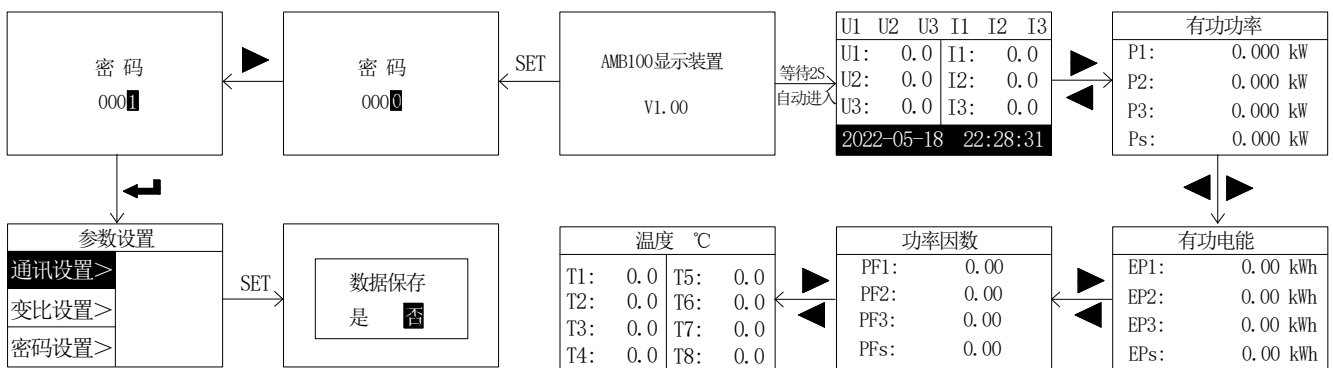 密 码
0001
密 码
0000
SET
AMB100显示装置
V1.00
等待2S
自动进入
U1 U2 U3 I1 I2 I3
U1: 0.0 I1: 0.0
U2: 0.0 I2: 0.0
U3: 0.0 I3: 0.0
2022-05-18 22:28:31
有功功率
P1: 0.000 kW
P2: 0.000 kW
P3: 0.000 kW
Ps: 0.000 kW
参数设置
通讯设置>
变比设置>
密码设置>
SET
数据保存
是 否
温度 ℃
T1: 0.0 T5: 0.0
T2: 0.0 T6: 0.0
T3: 0.0 T7: 0.0
T4: 0.0 T8: 0.0
功率因数
PF1: 0.00
PF2: 0.00
PF3: 0.00
PFs: 0.00
有功电能
EP1: 0.00 kWh
EP2: 0.00 kWh
EP3: 0.00 kWh
EPs: 0.00 kWh